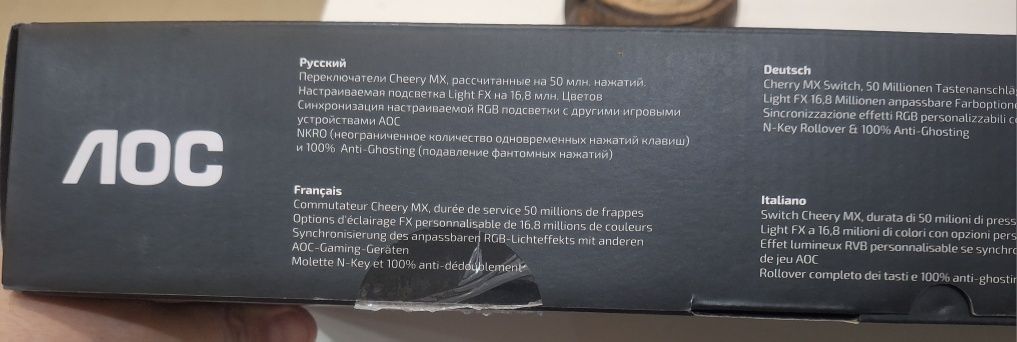 AOC
Русский
Переключатели Cheery MX, рассчитанные на 50 млн. нажатий.
Настраиваемая подсветка Light FX на 16,8 млн. Цветов
Синхронизация настраиваемой RGB подсветки с другими игровыми
устройствами AOC
NKRO (неограниченное количество одновременных нажатий клавиш)
и 100% Anti-Ghosting (подавление фантомных нажатий)
Français
Commutateur Cheery MX, durée de service 50 millions de frappes
Options d'éclairage FX personnalisable de 16,8 millions de couleurs
Synchronisierung des anpassbaren RGB-Lichteffekts mit anderen
AOC-Gaming-Geräten
Molette N-Key et 100% anti-dédoublement
Deutsch
Cherry MX Switch, 50 Millionen
Light FX 16,8 Millionen anpassbare
Sincronizzazione effetti RGB personalizzabili
N-Key Rollover & 100% Anti-Ghosting
Italiano
Switch Cheery MX, durata di 50 milioni di
Light FX a 16,8 milioni di colori con opzioni
Effet lumineux RVB personnalisable se
de jeu AOC
Rollover completo dei tasti e 100%